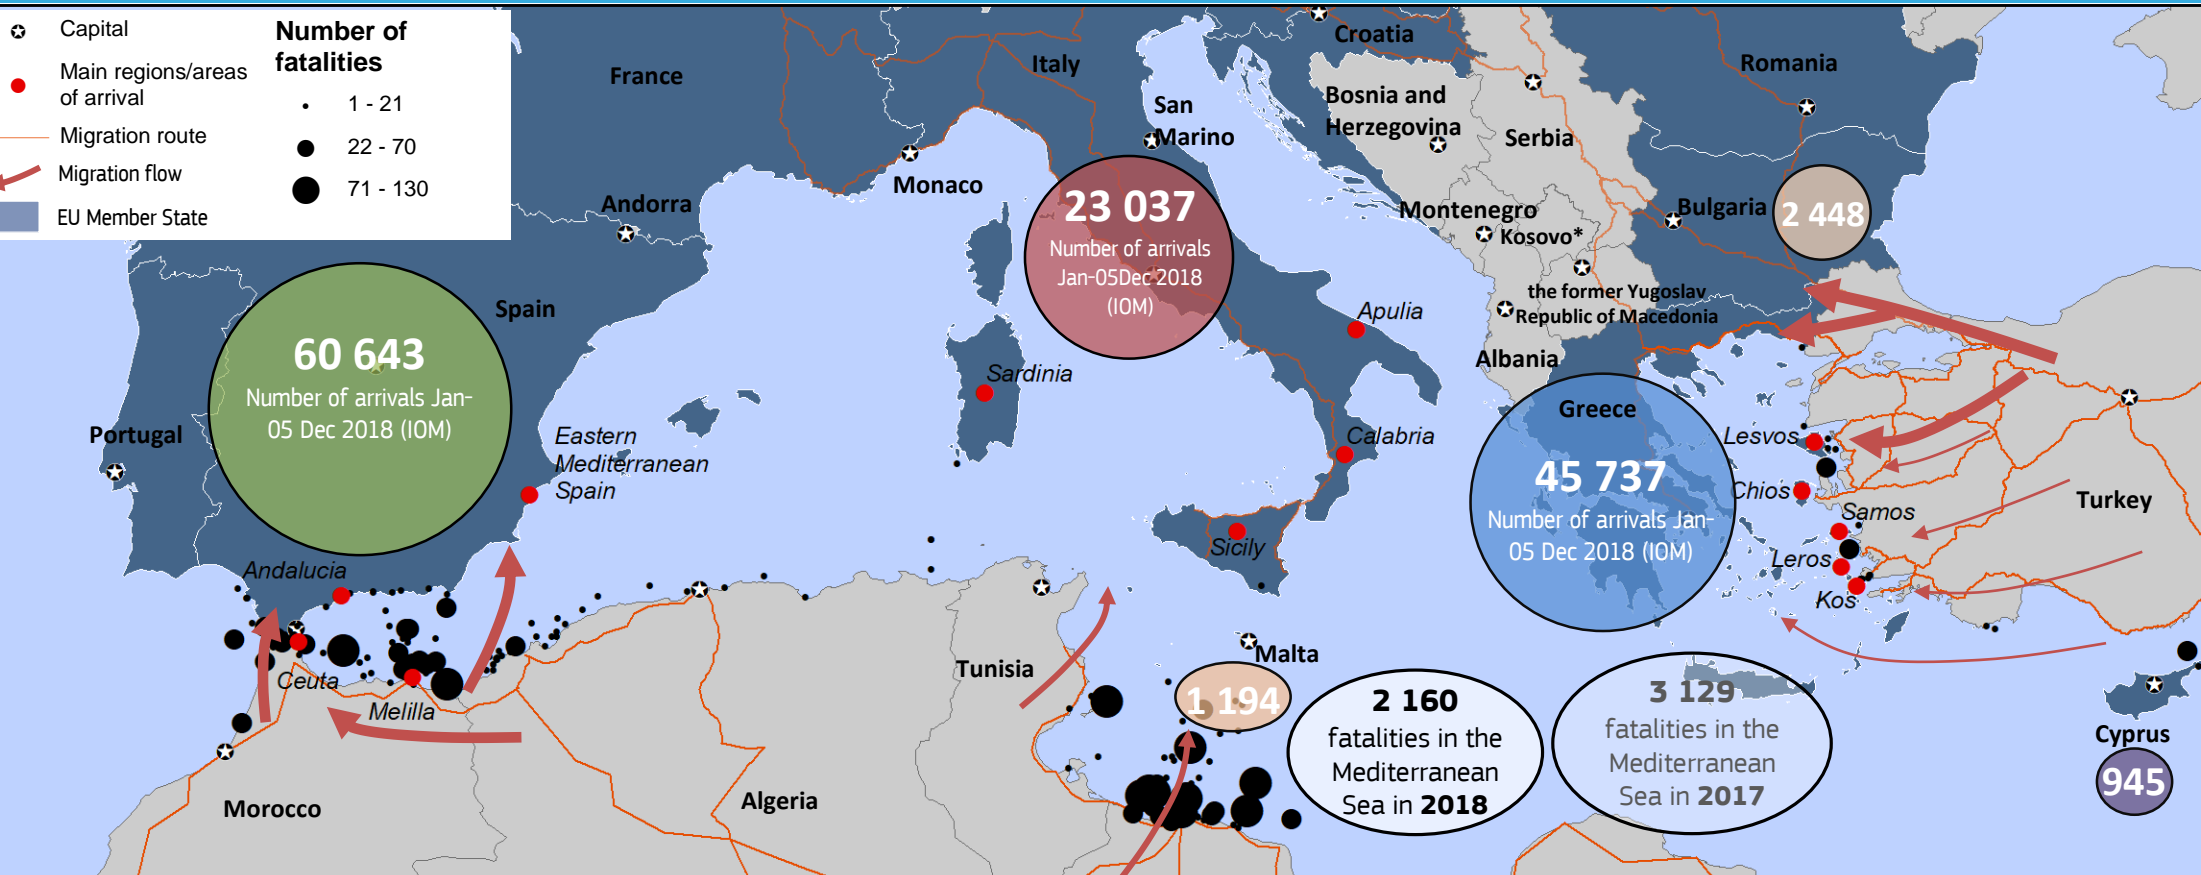 Capital
Main regions/areas
of arrival
Migration route
Migration flow
EU Member State
Number of
fatalities
1 - 21
22 - 70
71 - 130
France
Italy
Croatia
Romania
San
Marino
Bosnia and
Herzegovina
Serbia
Monaco
Andorra
Montenegro
Kosovo*
Bulgaria
2 448
23 037
Number of arrivals
Jan-05Dec 2018
(IOM)
the former Yugoslav
Republic of Macedonia
Albania
Spain
60 643
Number of arrivals Jan-
05 Dec 2018 (IOM)
Portugal
Eastern
Mediterranean
Spain
Sardinia
Apulia
Calabria
Sicily
Greece
45 737
Number of arrivals Jan-
05 Dec 2018 (IOM)
Lesvos
Chios
Samos
Leros
Kos
Turkey
Andalucia
Ceuta
Melilla
Morocco
Algeria
Tunisia
Malta
1 194
2 160
fatalities in the
Mediterranean
Sea in 2018
3 129
fatalities in the
Mediterranean
Sea in 2017
Cyprus
945